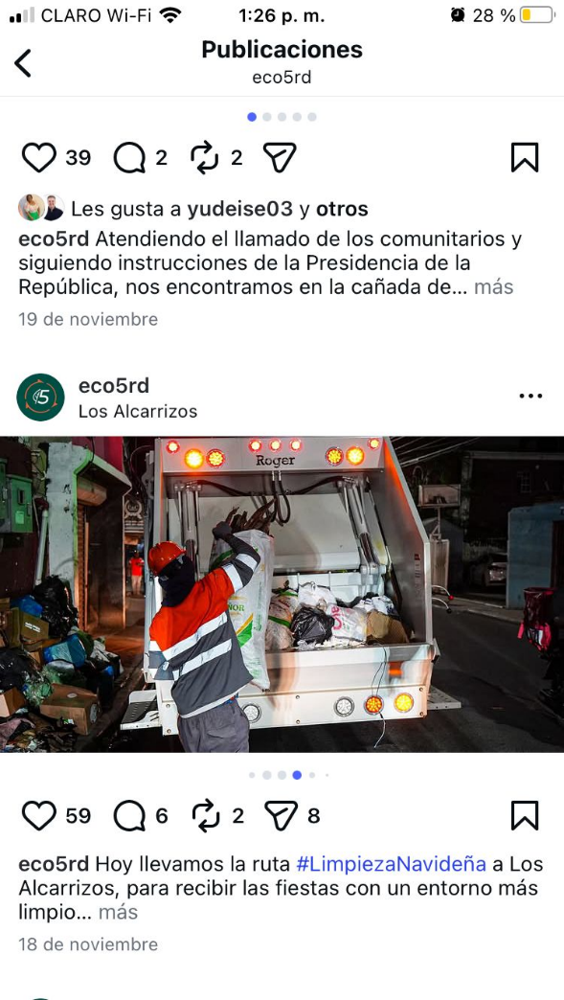 CLARO Wi-Fi 1:26 p. m. 28 %
Publicaciones
eco5rd
39 2 2
Les gusta a yudeise03 y otros
eco5rd Atendiendo el llamado de los comunitarios y
siguiendo instrucciones de la Presidencia de la
República, nos encontramos en la cañada de... más
19 de noviembre
5
eco5rd
Los Alcarrizos
Roger
59 6 2 8
eco5rd Hoy llevamos la ruta #LimpiezaNavideña a Los
Alcarrizos, para recibir las fiestas con un entorno más
limpio... más
18 de noviembre